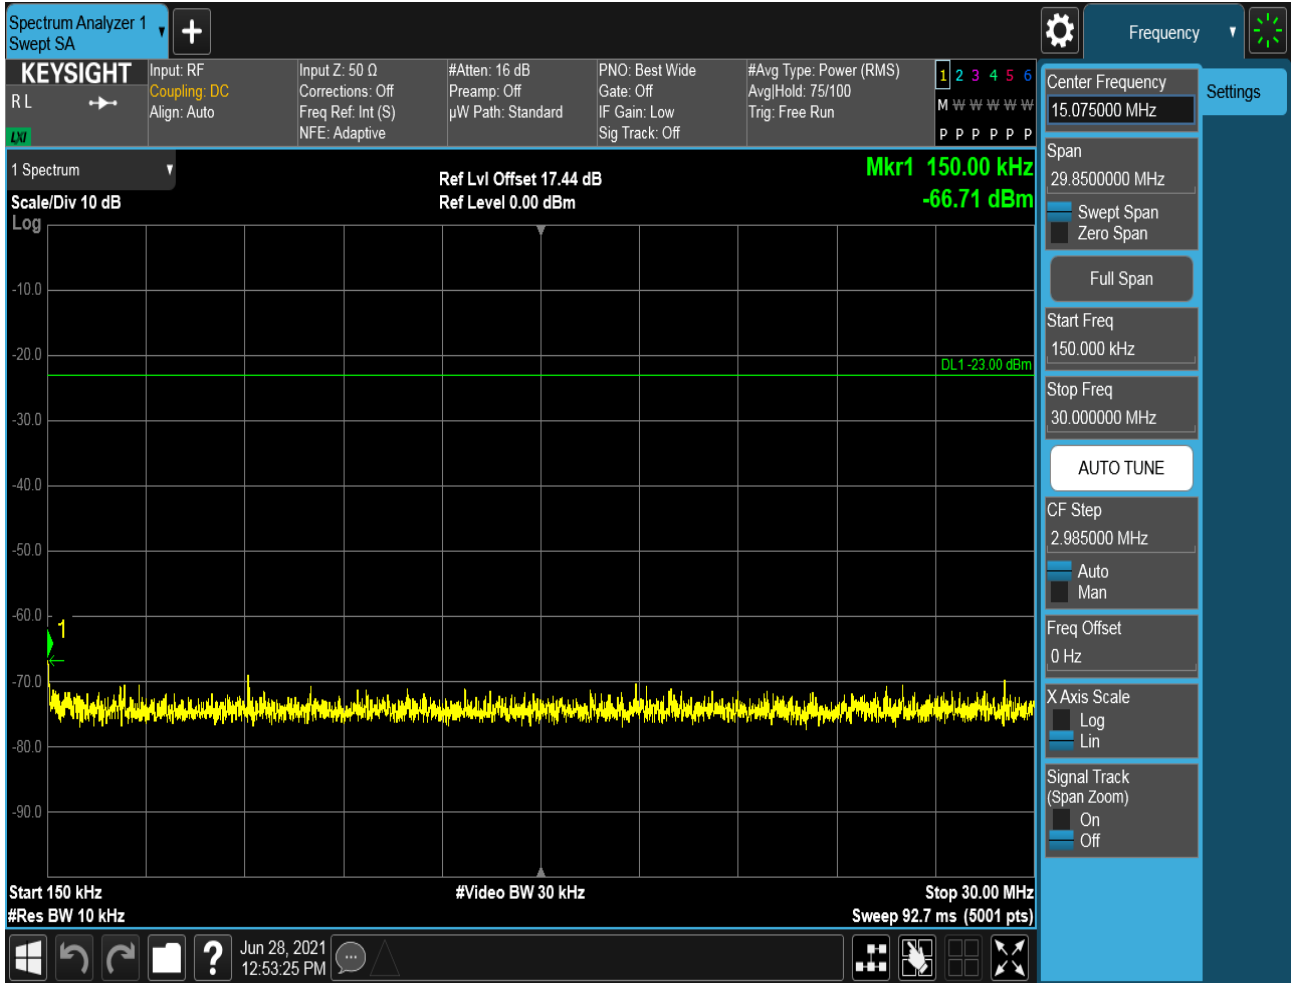 Spectrum Analyzer 1
Swept SA
Frequency
KEYSIGHT
R L
LXI
Input: RF
Coupling: DC
Align: Auto
Input Z: 50 Ω
Corrections: Off
Freq Ref: Int (S)
NFE: Adaptive
#Atten: 16 dB
Preamp: Off
µW Path: Standard
PNO: Best Wide
Gate: Off
IF Gain: Low
Sig Track: Off
#Avg Type: Power (RMS)
Avg|Hold: 75/100
Trig: Free Run
1 2 3 4 5 6
M W W W W W
P P P P P P
1 Spectrum
Scale/Div 10 dB
Log
Ref Lvl Offset 17.44 dB
Ref Level 0.00 dBm
Mkr1 150.00 kHz
-66.71 dBm
-10.0
-20.0
DL1 -23.00 dBm
-30.0
-40.0
-50.0
-60.0
1
-70.0
-80.0
-90.0
Start 150 kHz
#Res BW 10 kHz
#Video BW 30 kHz
Stop 30.00 MHz
Sweep 92.7 ms (5001 pts)
Jun 28, 2021
12:53:25 PM
Center Frequency
15.075000 MHz
Settings
Span
29.8500000 MHz
Swept Span
Zero Span
Full Span
Start Freq
150.000 kHz
Stop Freq
30.000000 MHz
AUTO TUNE
CF Step
2.985000 MHz
Auto
Man
Freq Offset
0 Hz
X Axis Scale
Log
Lin
Signal Track
(Span Zoom)
On
Off